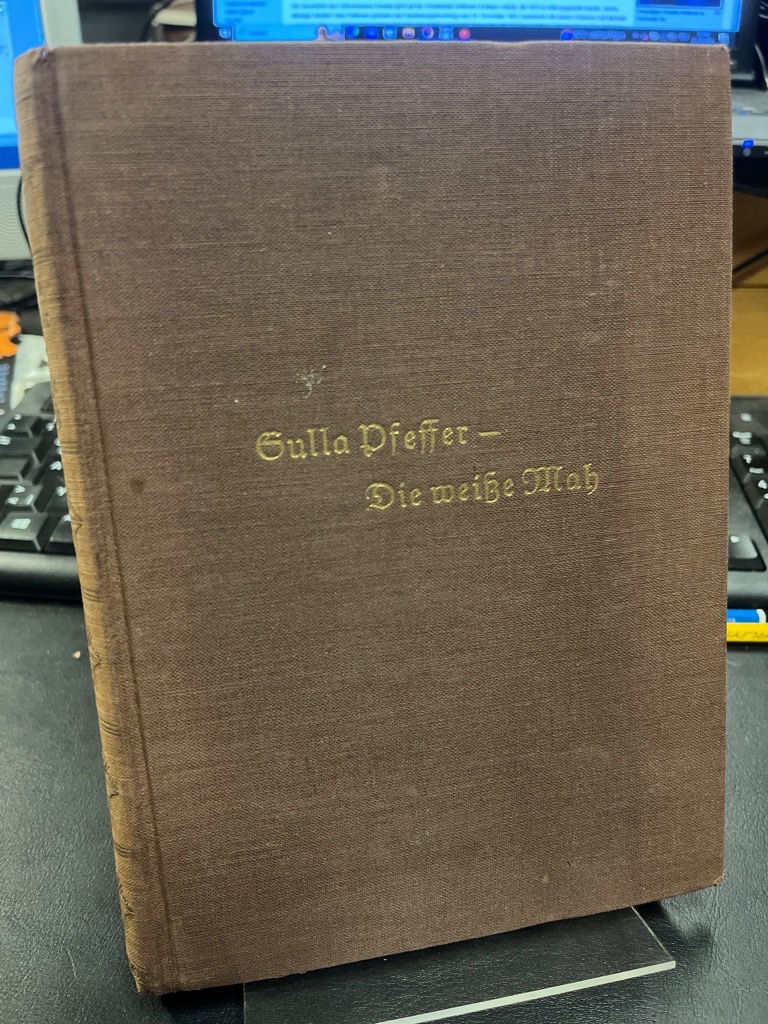 Gulla Pfeffer –
Die weiße Mah